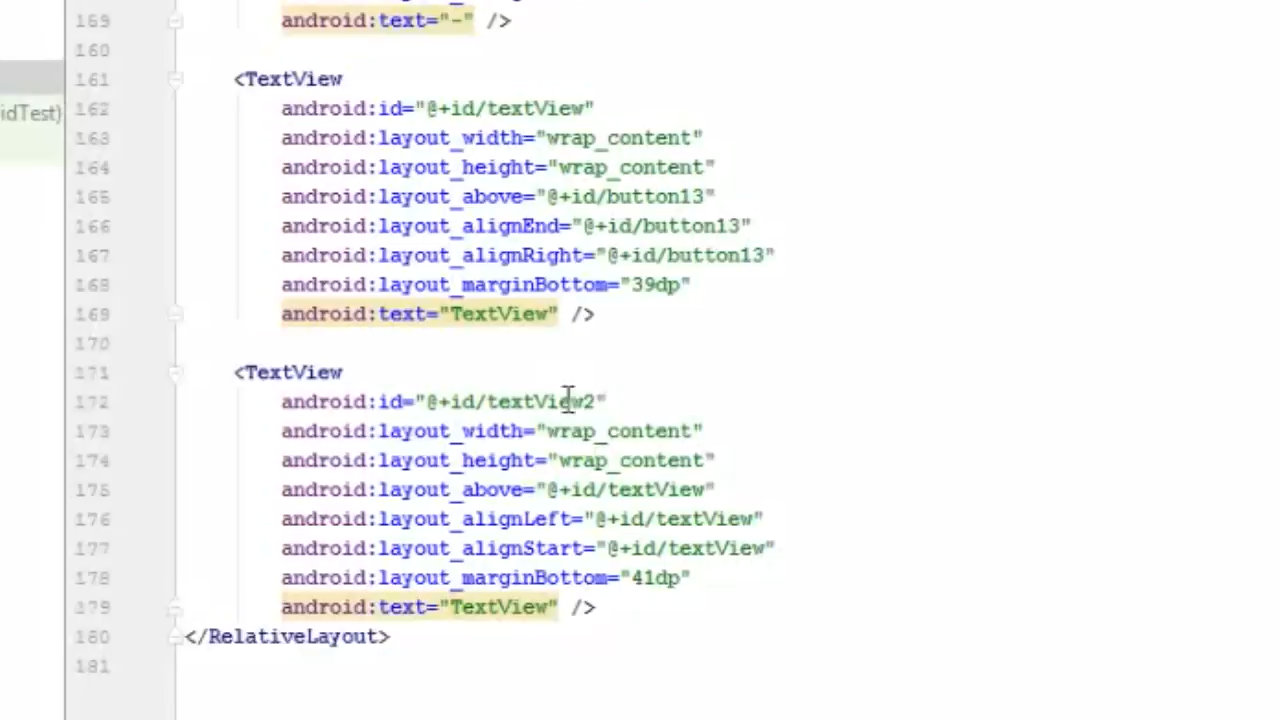 169 android:text="-" />
160
161 <TextView
idTest) 162 android:id="@+id/textView"
163 android:layout_width="wrap_content"
164 android:layout_height="wrap_content"
165 android:layout_above="@+id/button13"
166 android:layout_alignEnd="@+id/button13"
167 android:layout_alignRight="@+id/button13"
168 android:layout_marginBottom="39dp"
169 android:text="TextView" />
170
171 <TextView
172 android:id="@+id/textView2"
173 android:layout_width="wrap_content"
174 android:layout_height="wrap_content"
175 android:layout_above="@+id/textView"
176 android:layout_alignLeft="@+id/textView"
177 android:layout_alignStart="@+id/textView"
178 android:layout_marginBottom="41dp"
179 android:text="TextView" />
180 </RelativeLayout>
181